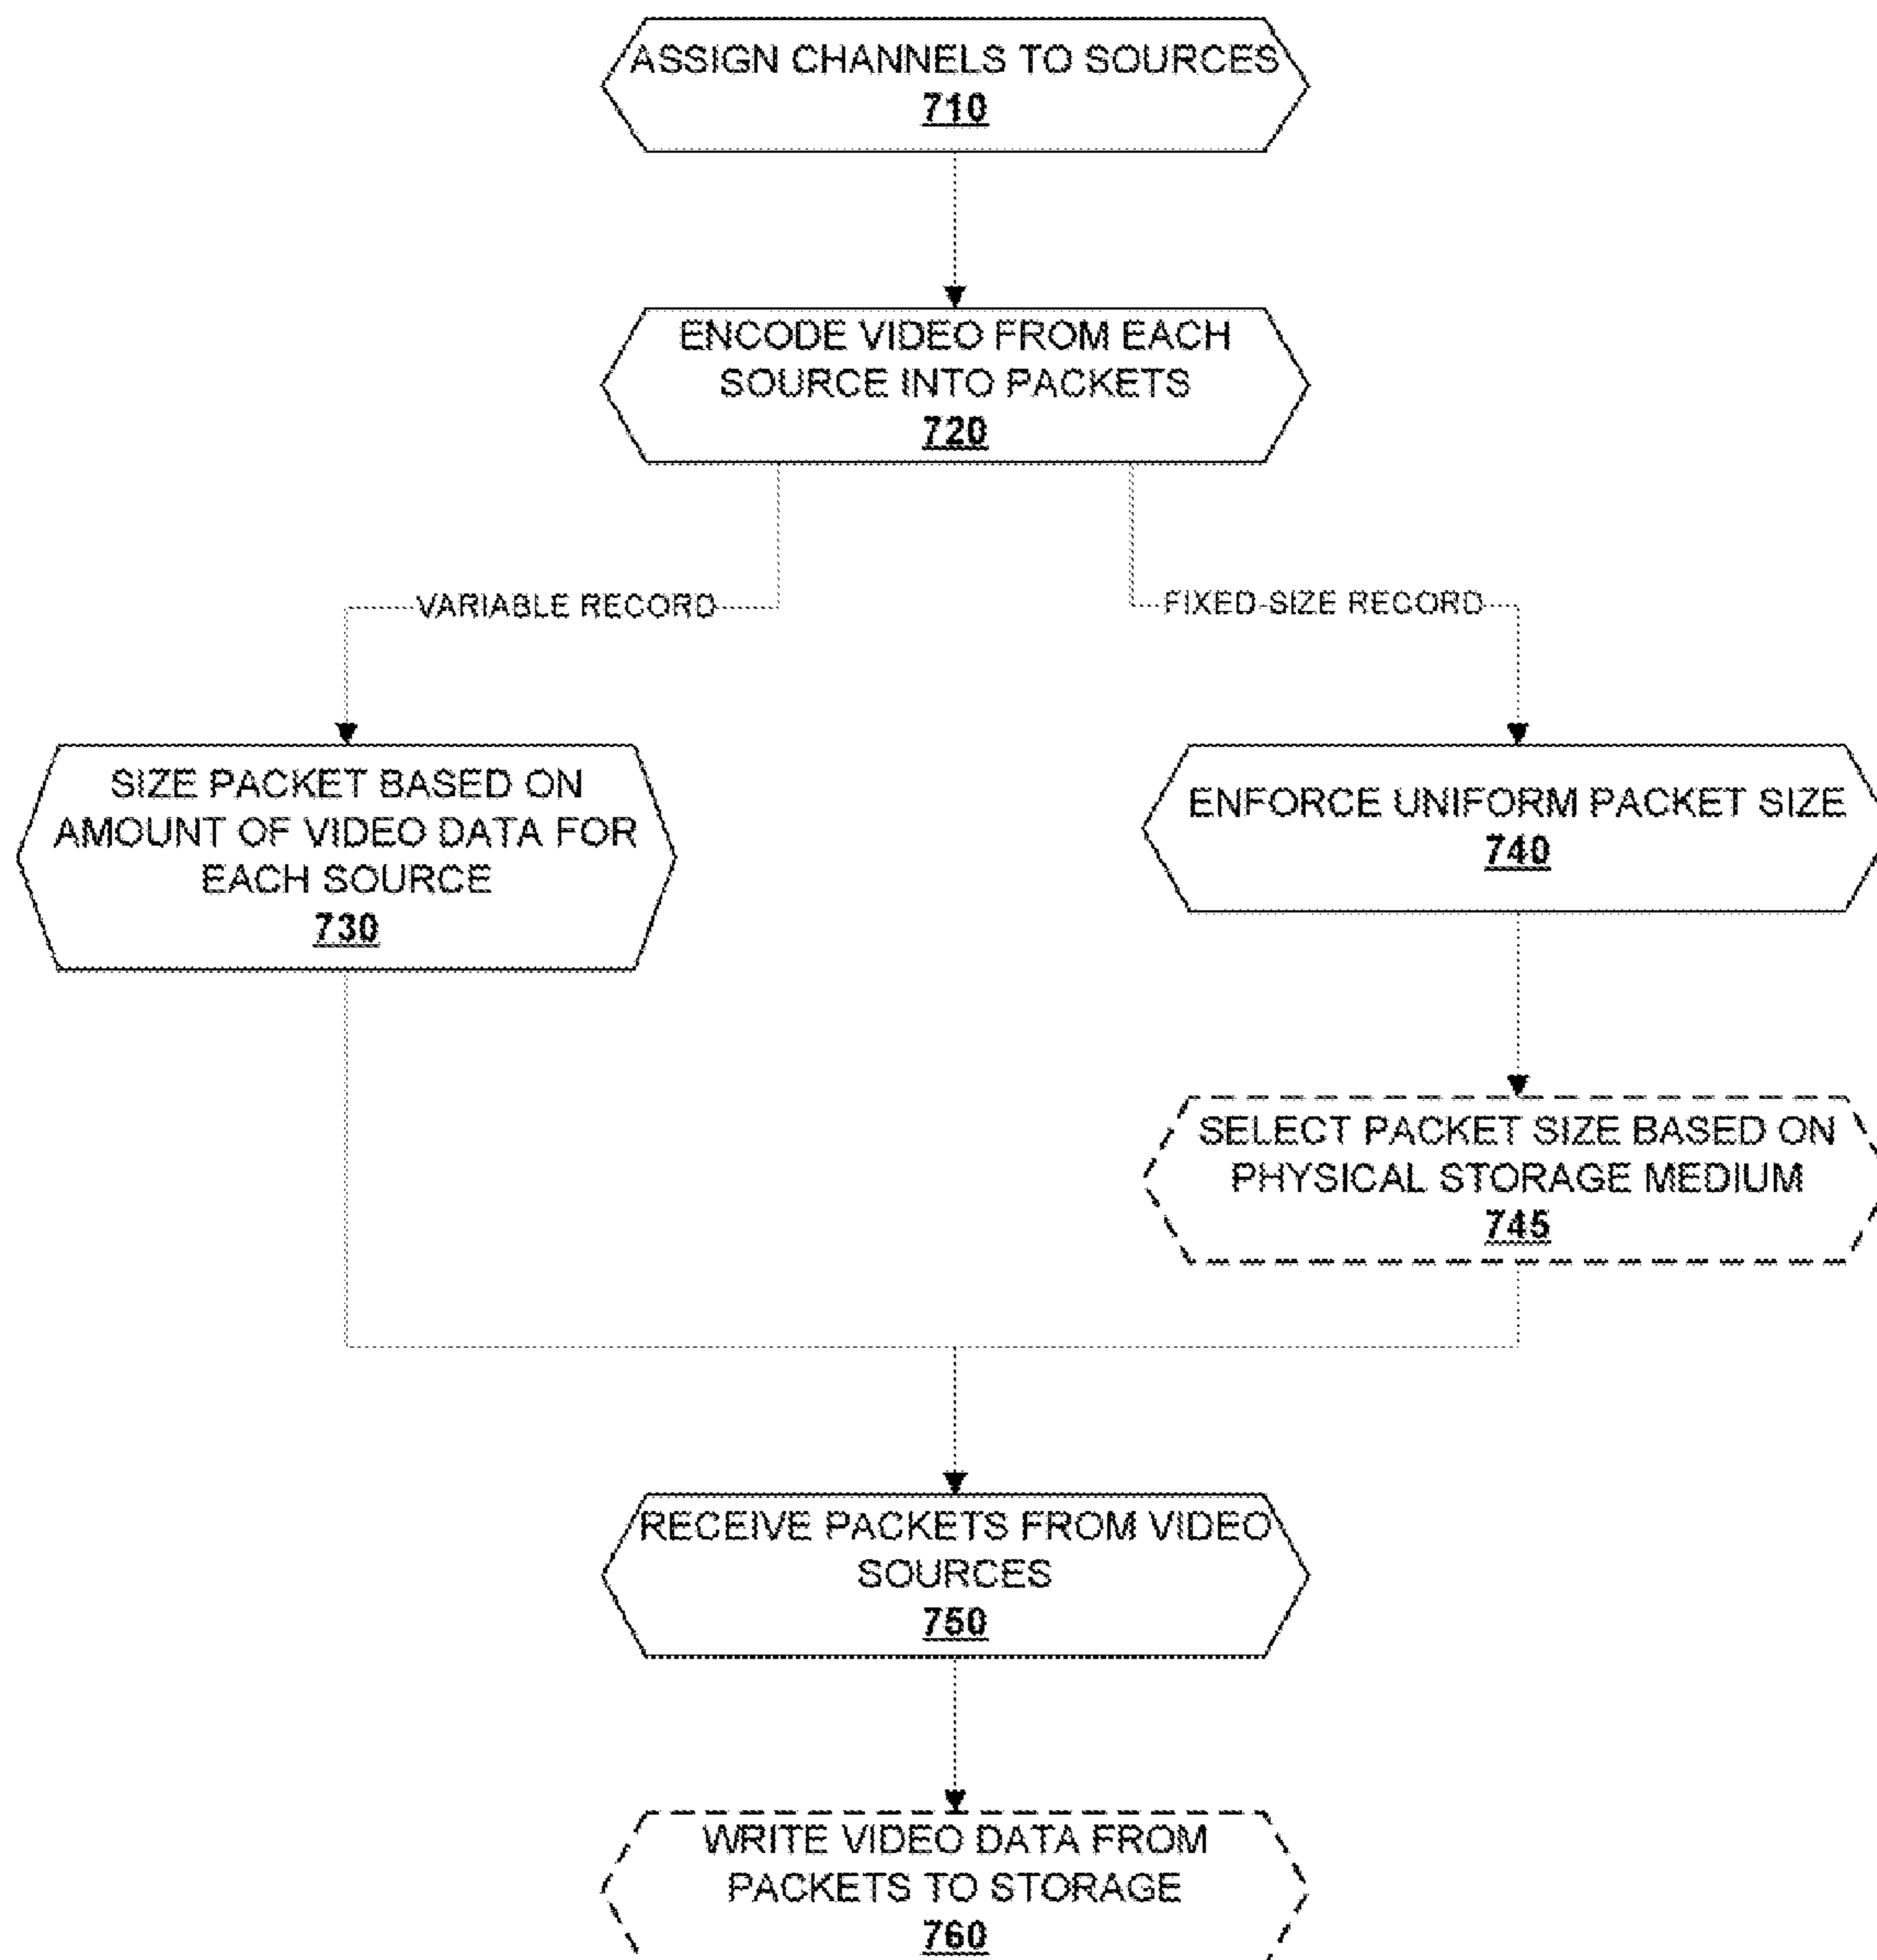 ASSIGN CHANNELS TO SOURCES
710
ENCODE VIDEO FROM EACH
SOURCE INTO PACKETS
720
VARIABLE RECORD
FIXED-SIZE RECORD
SIZE PACKET BASED ON
AMOUNT OF VIDEO DATA FOR
EACH SOURCE
730
ENFORCE UNIFORM PACKET SIZE
740
SELECT PACKET SIZE BASED ON
PHYSICAL STORAGE MEDIUM
745
RECEIVE PACKETS FROM VIDEO
SOURCES
750
WRITE VIDEO DATA FROM
PACKETS TO STORAGE
760